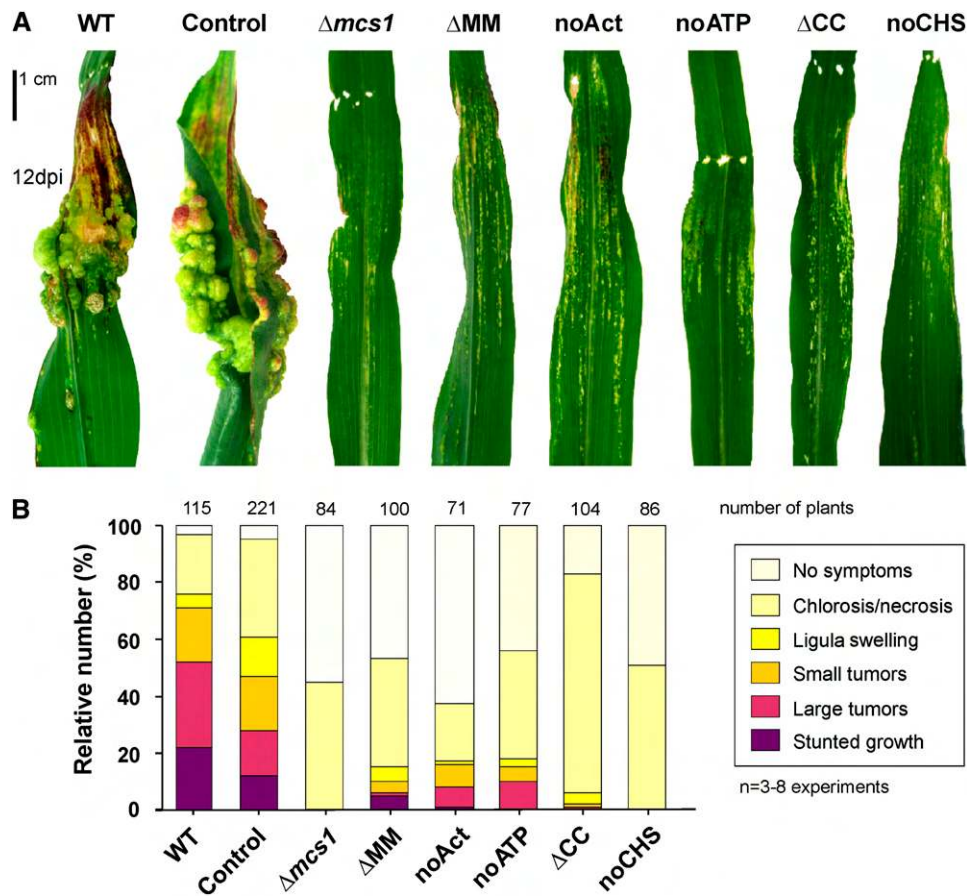 A WT Control Δmcs1 ΔMM noAct noATP ΔCC noCHS
1 cm
12dpi
B 115 221 84 100 71 77 104 86 number of plants
Relative number (%)
100
80
60
40
20
0
WT Control Δmcs1 ΔMM noAct noATP ΔCC noCHS
No symptoms
Chlorosis/necrosis
Ligula swelling
Small tumors
Large tumors
Stunted growth
n=3-8 experiments